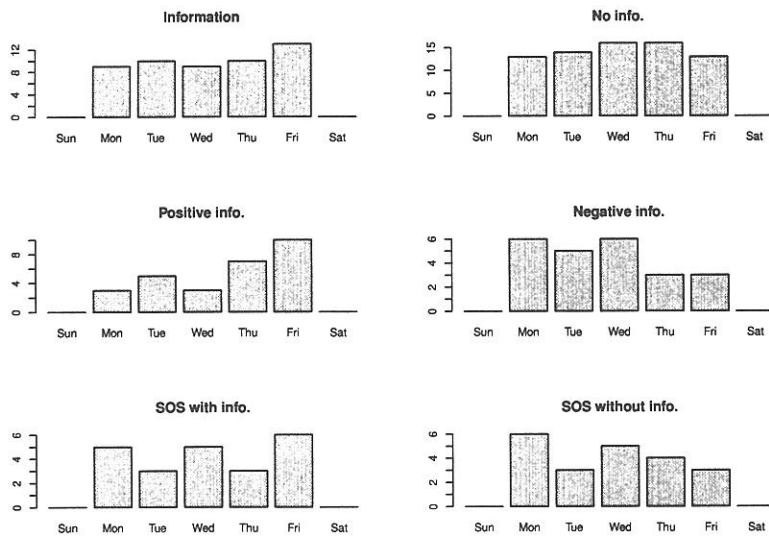 Information
12
8
4
0
Sun Mon Tue Wed Thu Fri Sat
No info.
15
10
5
0
Sun Mon Tue Wed Thu Fri Sat
Positive info.
8
4
0
Sun Mon Tue Wed Thu Fri Sat
Negative info.
6
4
2
0
Sun Mon Tue Wed Thu Fri Sat
SOS with info.
6
4
2
0
Sun Mon Tue Wed Thu Fri Sat
SOS without info.
6
4
2
0
Sun Mon Tue Wed Thu Fri Sat